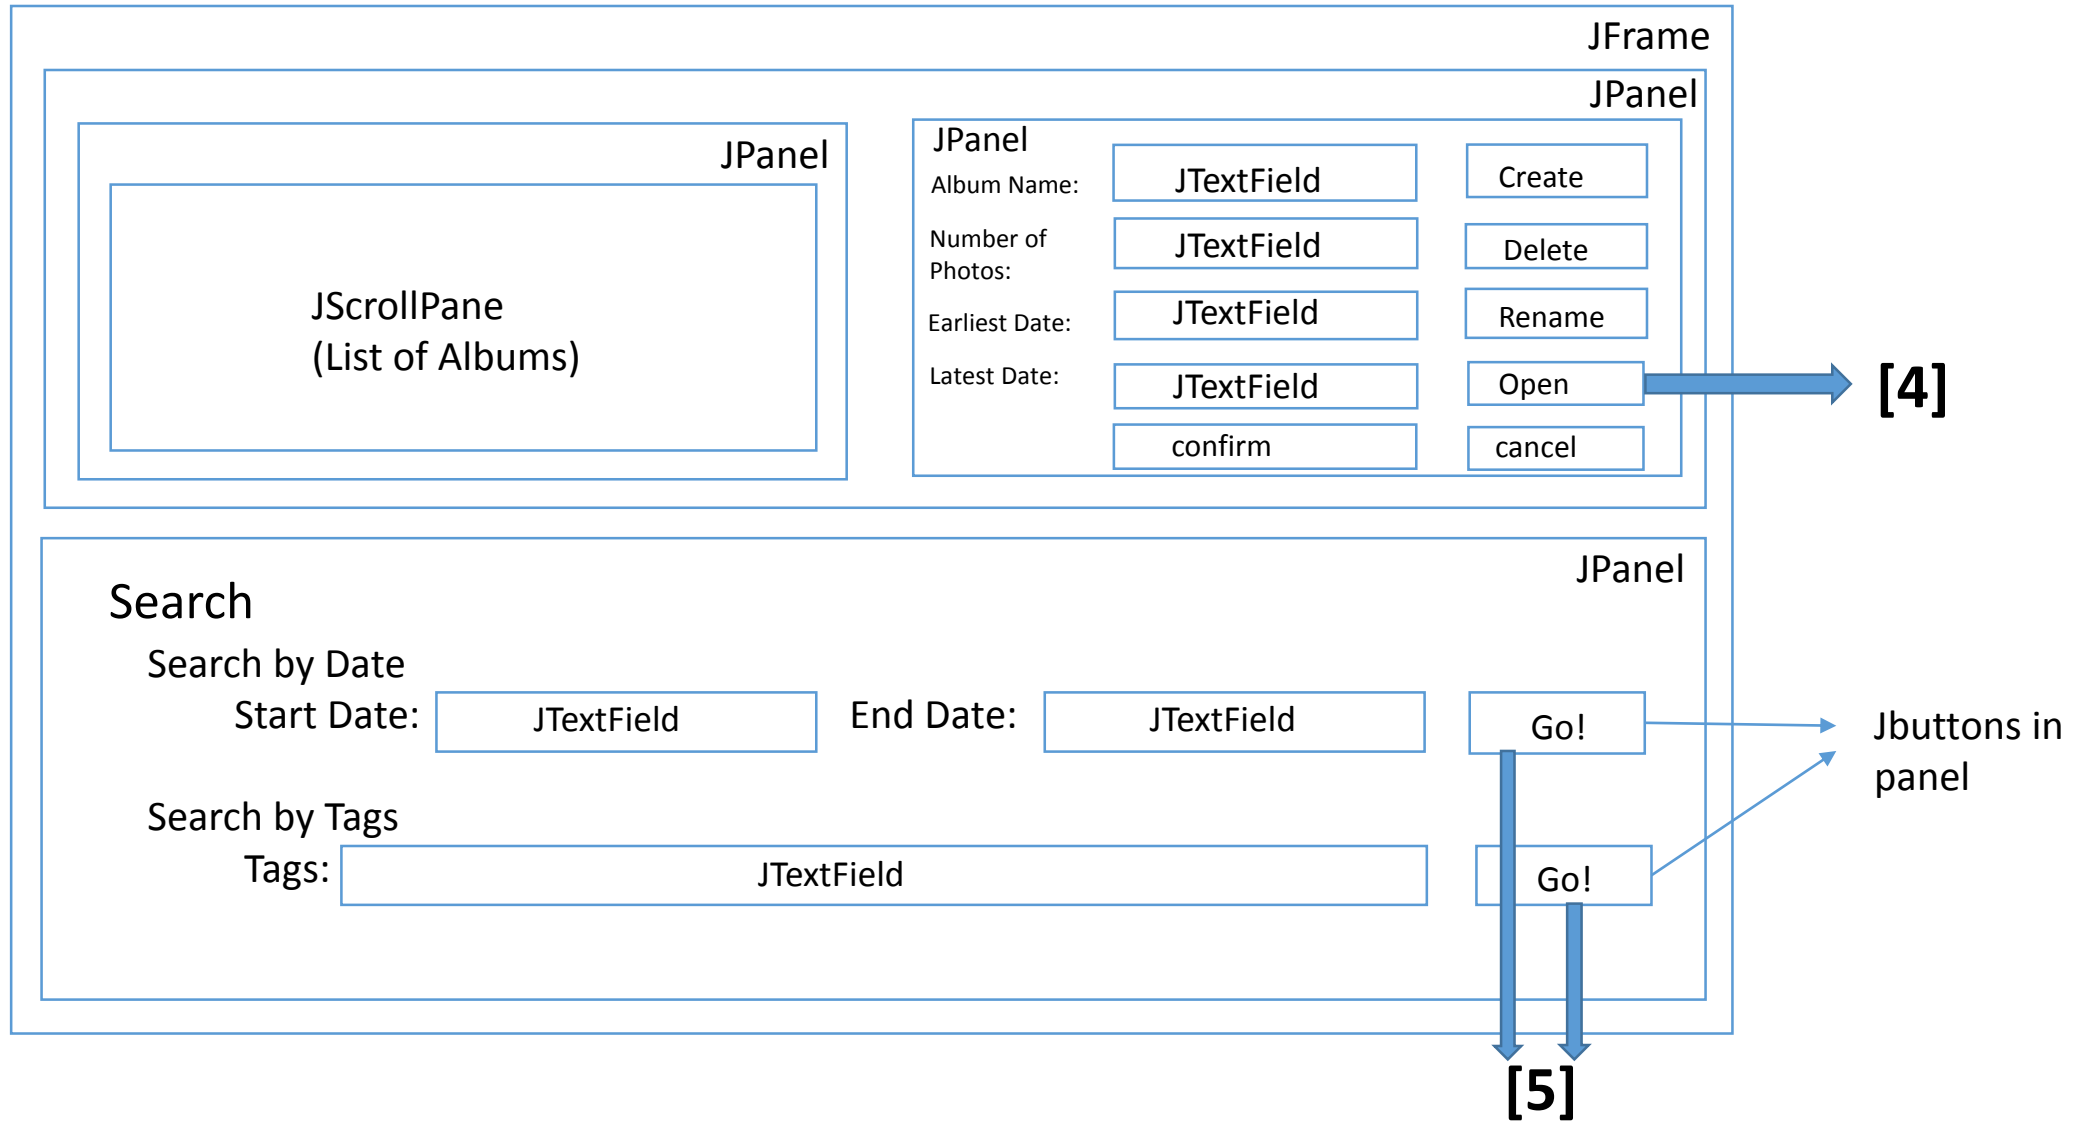 JFrame
JPanel
JPanel
JScrollPane
(List of Albums)
JPanel
Album Name:
JTextField
Create
Number of
Photos:
JTextField
Delete
Earliest Date:
JTextField
Rename
Latest Date:
JTextField
Open
[4]
confirm
cancel
JPanel
Search
Search by Date
Start Date:
JTextField
End Date:
JTextField
Go!
Jbuttons in
panel
Search by Tags
Tags:
JTextField
Go!
[5]